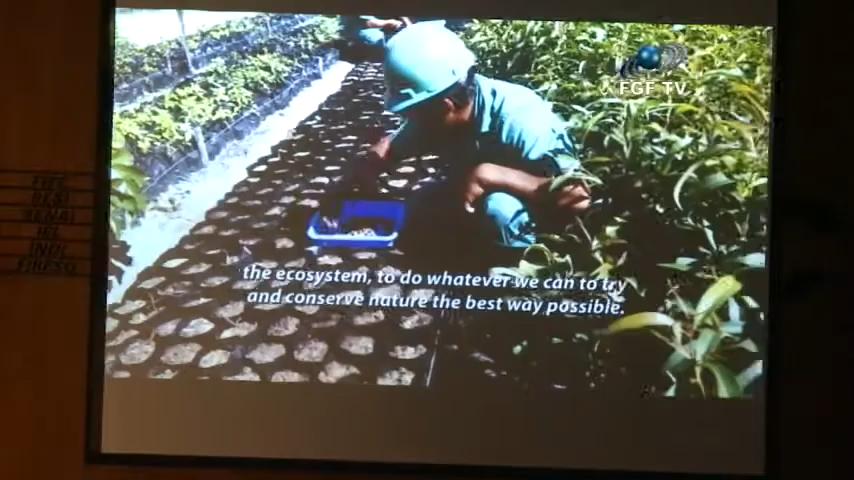 FGF TV
the ecosystem, to do whatever we can to try
and conserve nature the best way possible.